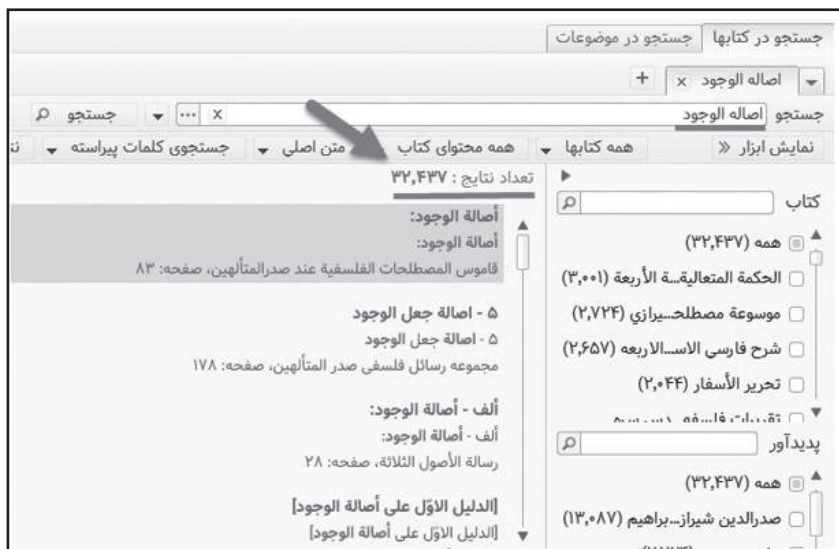 جستجو در کتابها جستجو در موضوعات
اصاله الوجود x +
جستجو اصاله الوجود x ... جستجو
نمایش ابزار » همه کتابها همه محتوای کتاب متن اصلی جستجوی کلمات پیراسته
تعداد نتایج : ۳۲,۴۳۷
کتاب
همه (۳۲,۴۳۷)
الحکمة المتعالیة...ة الأربعة (۳,۰۰۱)
موسوعة مصطلحـ...يرازي (۲,۷۲۴)
شرح فارسی الاسـ...الاربعه (۲,۶۵۷)
تحرير الأسفار (۲,۰۴۴)
پدیدآور
همه (۳۲,۴۳۷)
صدرالدین شیراز...براهیم (۱۳,۰۸۷)
أصالة الوجود:
أصالة الوجود:
قاموس المصطلحات الفلسفیة عند صدرالمتألهین، صفحه: ۸۳
۵ - اصالة جعل الوجود
۵ - اصالة جعل الوجود
مجموعه رسائل فلسفی صدر المتألهین، صفحه: ۱۷۸
ألف - أصالة الوجود:
ألف - أصالة الوجود:
رسالة الأصول الثلاثة، صفحه: ۲۸
[الدلیل الاوّل علی أصالة الوجود]
[الدلیل الاوّل علی أصالة الوجود]